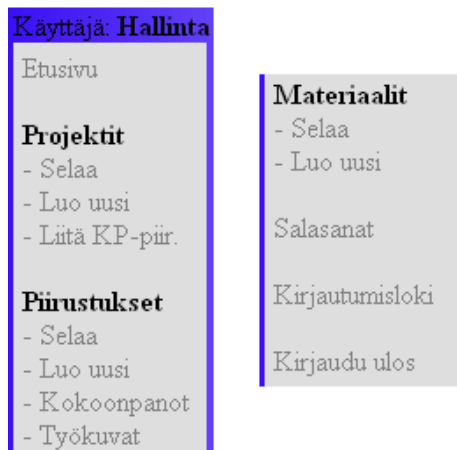 Käyttäjä: Hallinta
Etusivu
Projektit
- Selaa
- Luo uusi
- Liitä KP-piir.
Piirustukset
- Selaa
- Luo uusi
- Kokoonpanot
- Työkuvat
Materiaalit
- Selaa
- Luo uusi
Salasanat
Kirjautumisloki
Kirjaudu ulos